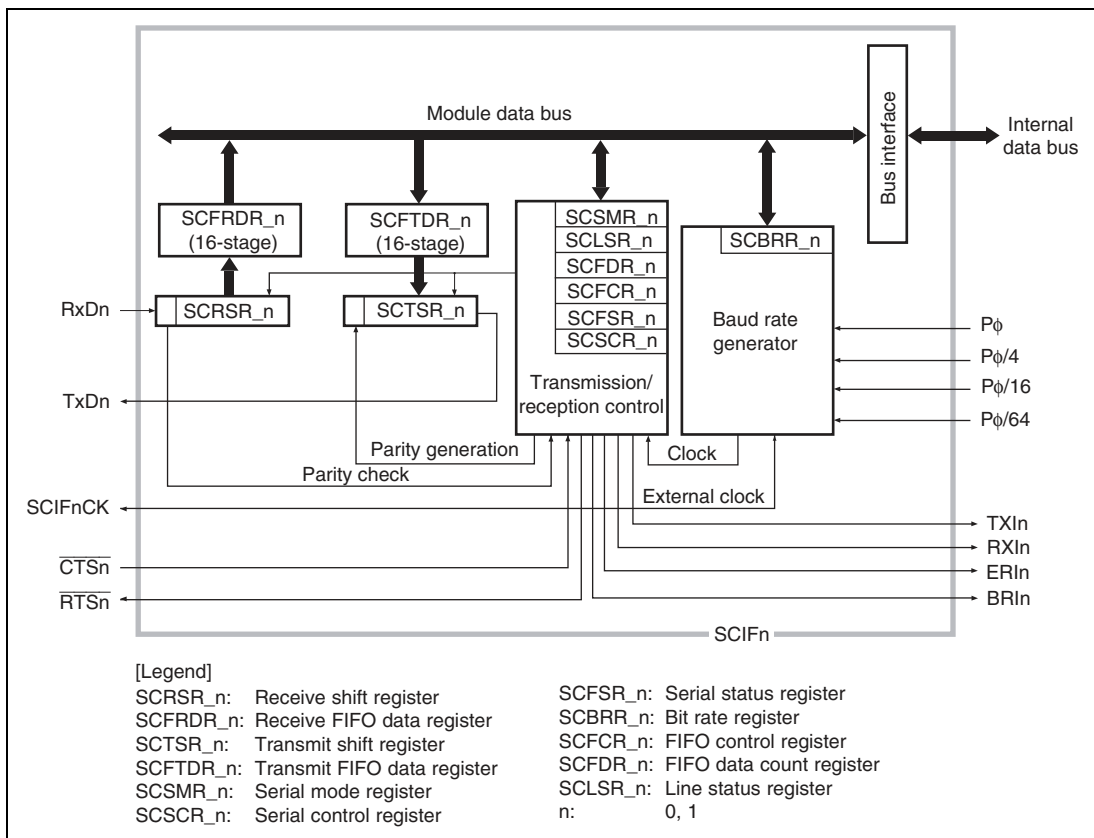 Module data bus
Bus interface
Internal
data bus
SCFRDR_n
(16-stage)
SCFTDR_n
(16-stage)
SCSMR_n
SCLSR_n
SCFDR_n
SCFCR_n
SCFSR_n
SCSCR_n
Transmission/
reception control
SCBRR_n
Baud rate
generator
RxDn
SCRSR_n
SCTSR_n
Pϕ
Pϕ/4
Pϕ/16
Pϕ/64
TxDn
Parity generation
Parity check
Clock
External clock
SCIFnCK
CTSn
RTSn
TXIn
RXIn
ERIn
BRIn
SCIFn
[Legend]
SCRSR_n: Receive shift register
SCFRDR_n: Receive FIFO data register
SCTSR_n: Transmit shift register
SCFTDR_n: Transmit FIFO data register
SCSMR_n: Serial mode register
SCSCR_n: Serial control register
SCFSR_n: Serial status register
SCBRR_n: Bit rate register
SCFCR_n: FIFO control register
SCFDR_n: FIFO data count register
SCLSR_n: Line status register
n: 0, 1